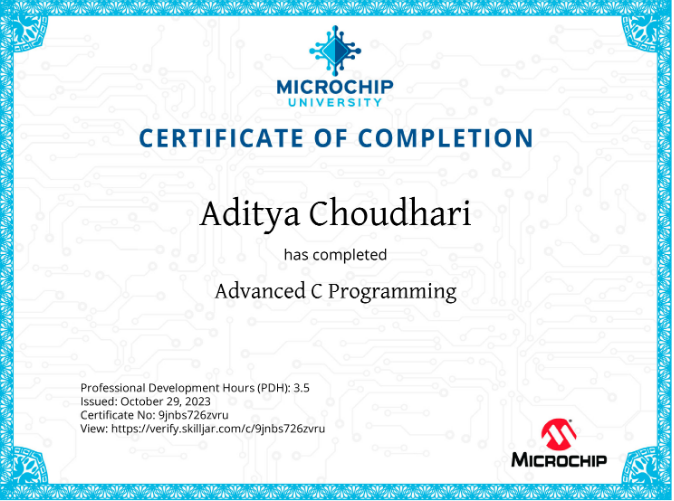 MICROCHIP
UNIVERSITY
CERTIFICATE OF COMPLETION
Aditya Choudhari
has completed
Advanced C Programming
Professional Development Hours (PDH): 3.5
Issued: October 29, 2023
Certificate No: 9jnbs726zvru
View: https://verify.skilljar.com/c/9jnbs726zvru
MICROCHIP